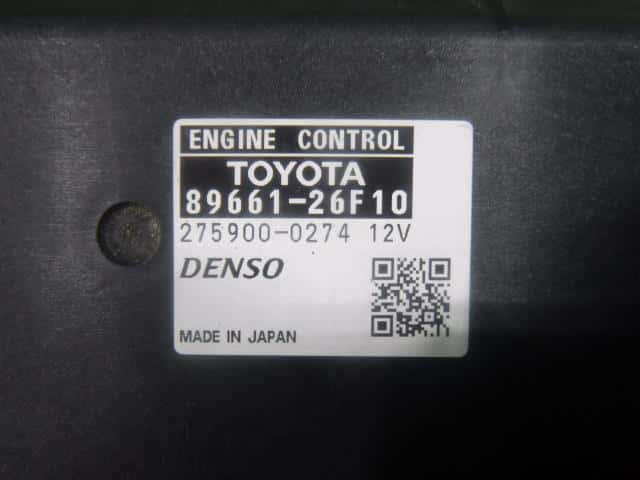 ENGINE CONTROL
TOYOTA
89661-26F10
275900-0274 12V
DENSO
MADE IN JAPAN